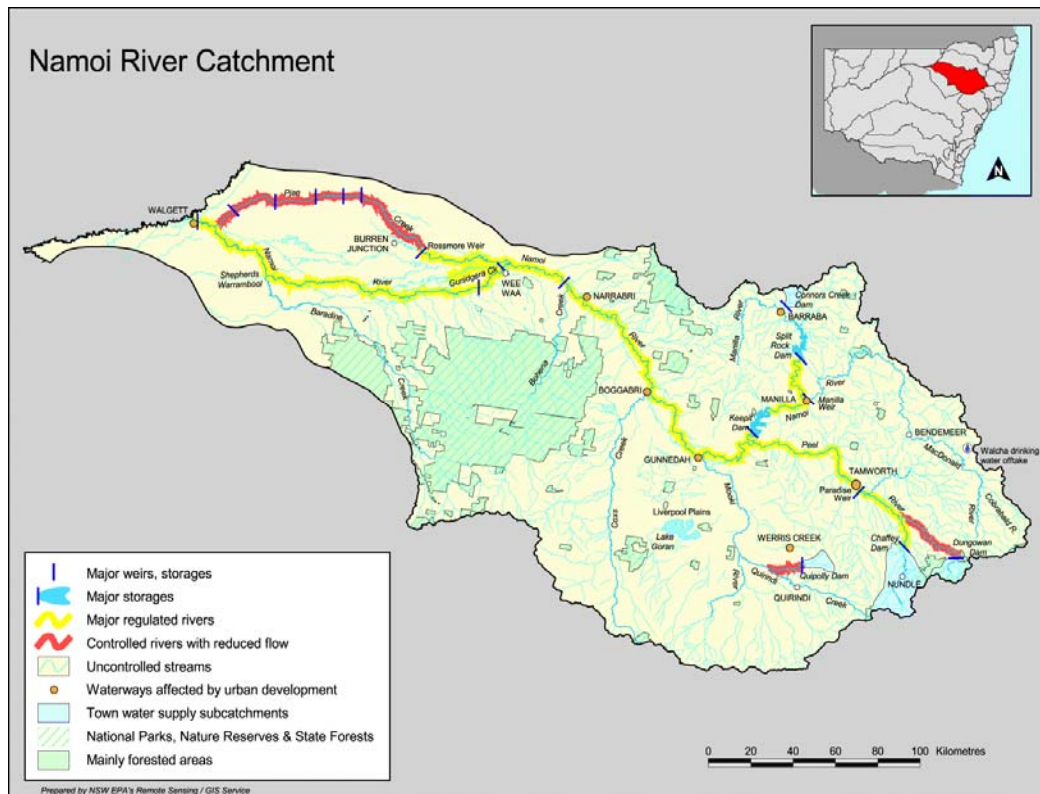 Namoi River Catchment
N
WALGETT
Pian
Creek
BURREN
JUNCTION
Rossmore Weir
Namoi
River
Shepherds
Warrambool
Gunidgera Ck
WEE
WAA
Namoi
NARRABRI
Creek
Bohena
Baradine
Creek
River
BOGGABRI
Manilla
River
Connors Creek
Dam
BARRABA
Split
Rock
Dam
River
MANILLA
Manilla
Weir
Namoi
Keepit
Dam
BENDEMEER
MacDonald
River
Walcha drinking
water offtake
Cobrabald R.
GUNNEDAH
Peel
TAMWORTH
Paradise
Weir
River
Chaffey
Dam
Dungowan
Dam
NUNDLE
Coxs
Creek
Mooki
River
Liverpool Plains
Lake
Goran
WERRIS CREEK
Quipolly Dam
Quirindi
QUIRINDI
Creek
Major weirs, storages
Major storages
Major regulated rivers
Controlled rivers with reduced flow
Uncontrolled streams
Waterways affected by urban development
Town water supply subcatchments
National Parks, Nature Reserves & State Forests
Mainly forested areas
0 20 40 60 80 100 Kilometres
Prepared by NSW EPA's Remote Sensing / GIS Service